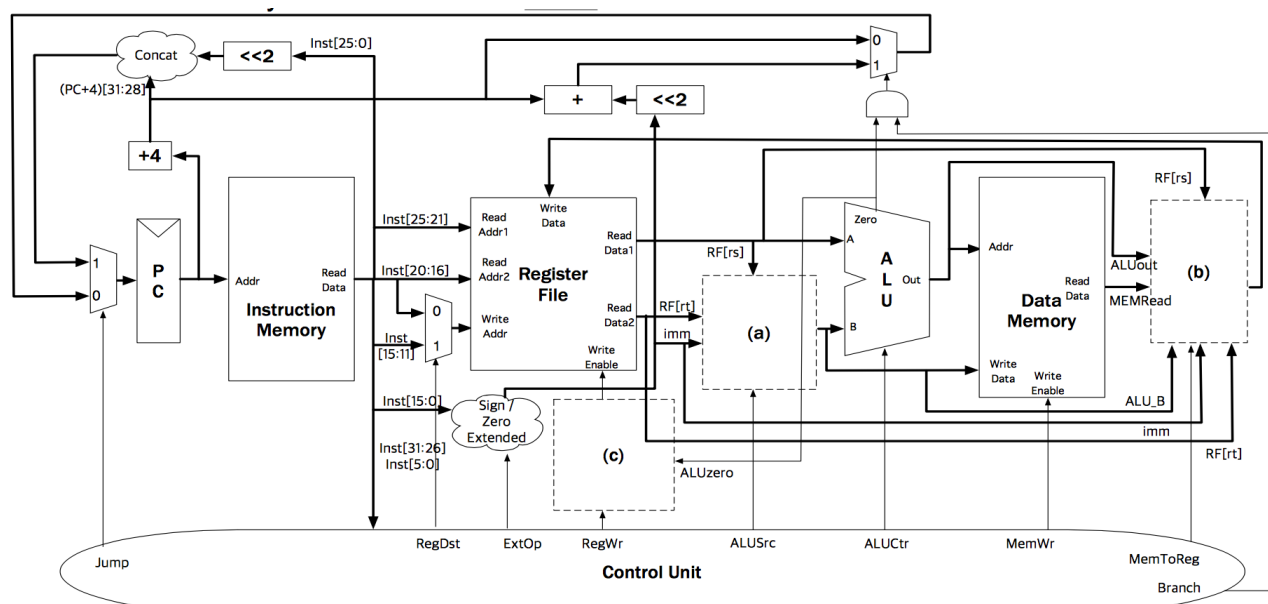 Inst[25:0]
Concat
<<2
0
1
(PC+4)[31:28]
+
<<2
+4
RF[rs]
Write
Data
Inst[25:21]
Read
Addr1
Read
Data1
RF[rs]
Zero
A
1
0
P
C
Addr
Read
Data
Instruction
Memory
Inst[20:16]
Read
Addr2
Register
File
0
1
Inst
[15:11]
Write
Addr
Read
Data2
RF[rt]
imm
Write
Enable
(a)
A
L
U
Out
B
Addr
Read
Data
Data
Memory
Write
Data
Write
Enable
ALUout
MEMRead
(b)
ALU_B
imm
RF[rt]
Inst[15:0]
Sign /
Zero
Extended
Inst[31:26]
Inst[5:0]
(c)
ALUzero
Jump
RegDst
ExtOp
RegWr
ALUSrc
ALUCtr
MemWr
MemToReg
Branch
Control Unit